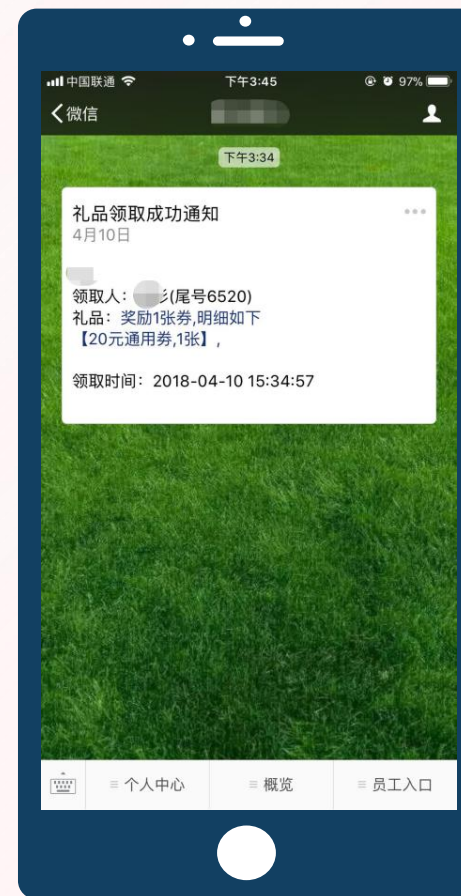 中国联通 下午3:45 97%
微信
下午3:34
礼品领取成功通知
4月10日
领取人：彡(尾号6520)
礼品：奖励1张券,明细如下
【20元通用券,1张】,
领取时间：2018-04-10 15:34:57
个人中心 概览 员工入口